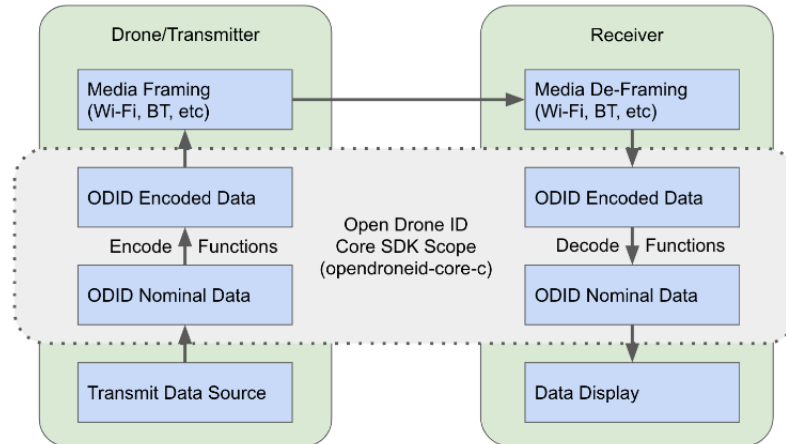 Drone/Transmitter
Receiver
Media Framing
(Wi-Fi, BT, etc)
Media De-Framing
(Wi-Fi, BT, etc)
ODID Encoded Data
ODID Encoded Data
Open Drone ID
Core SDK Scope
(opendroneid-core-c)
Encode Functions
Decode Functions
ODID Nominal Data
ODID Nominal Data
Transmit Data Source
Data Display